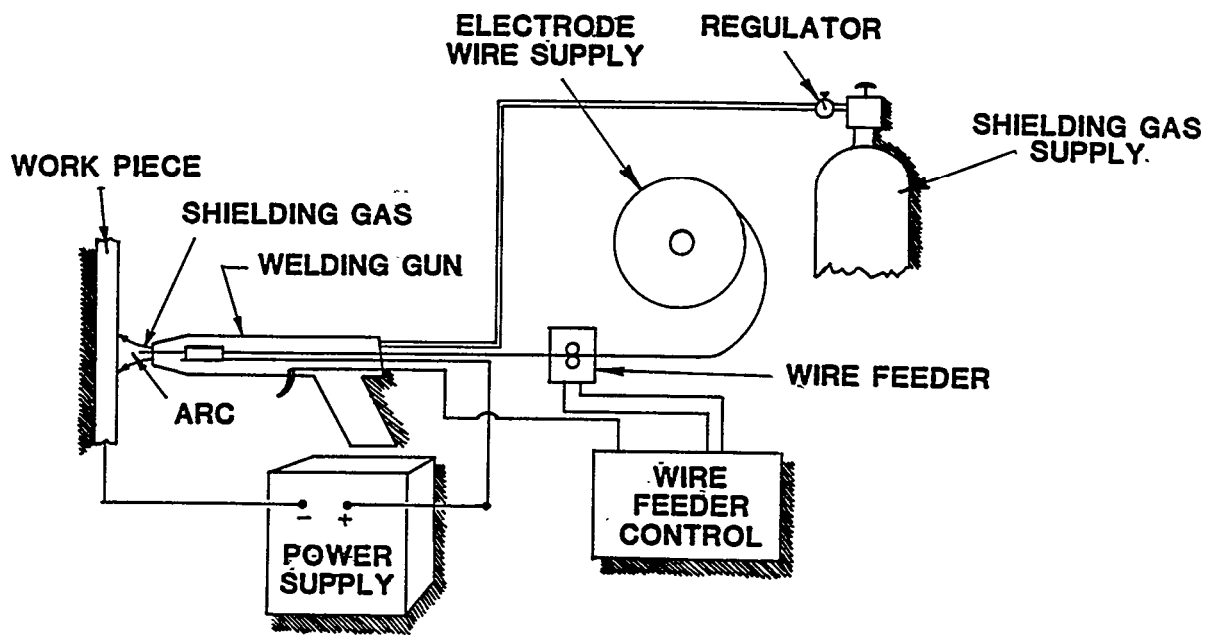 ELECTRODE
WIRE SUPPLY
REGULATOR
SHIELDING GAS
SUPPLY.
WORK PIECE
SHIELDING GAS
WELDING GUN
WIRE FEEDER
ARC
WIRE
FEEDER
CONTROL
- +
POWER
SUPPLY